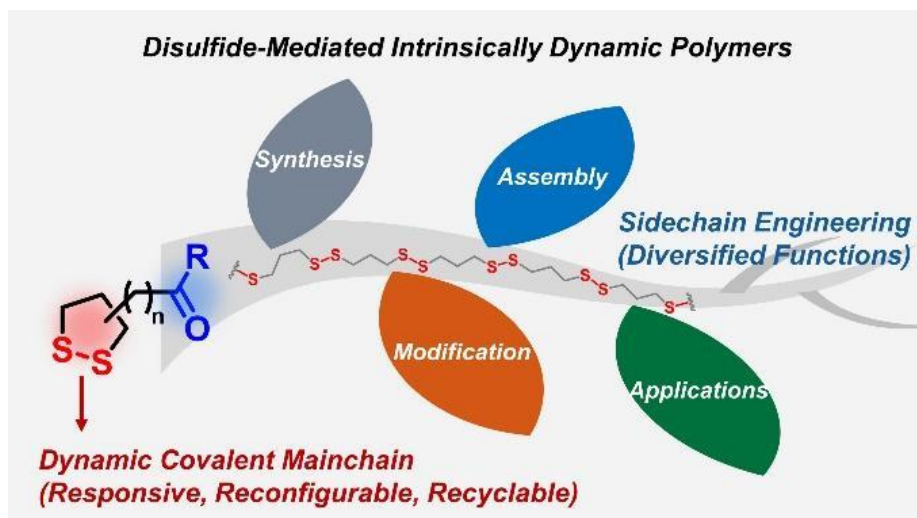 Disulfide-Mediated Intrinsically Dynamic Polymers
Synthesis
Assembly
Sidechain Engineering
(Diversified Functions)
R
n
O
S-S
S
S-S
S-S
S-S
S-S
S
Modification
Applications
Dynamic Covalent Mainchain
(Responsive, Reconfigurable, Recyclable)